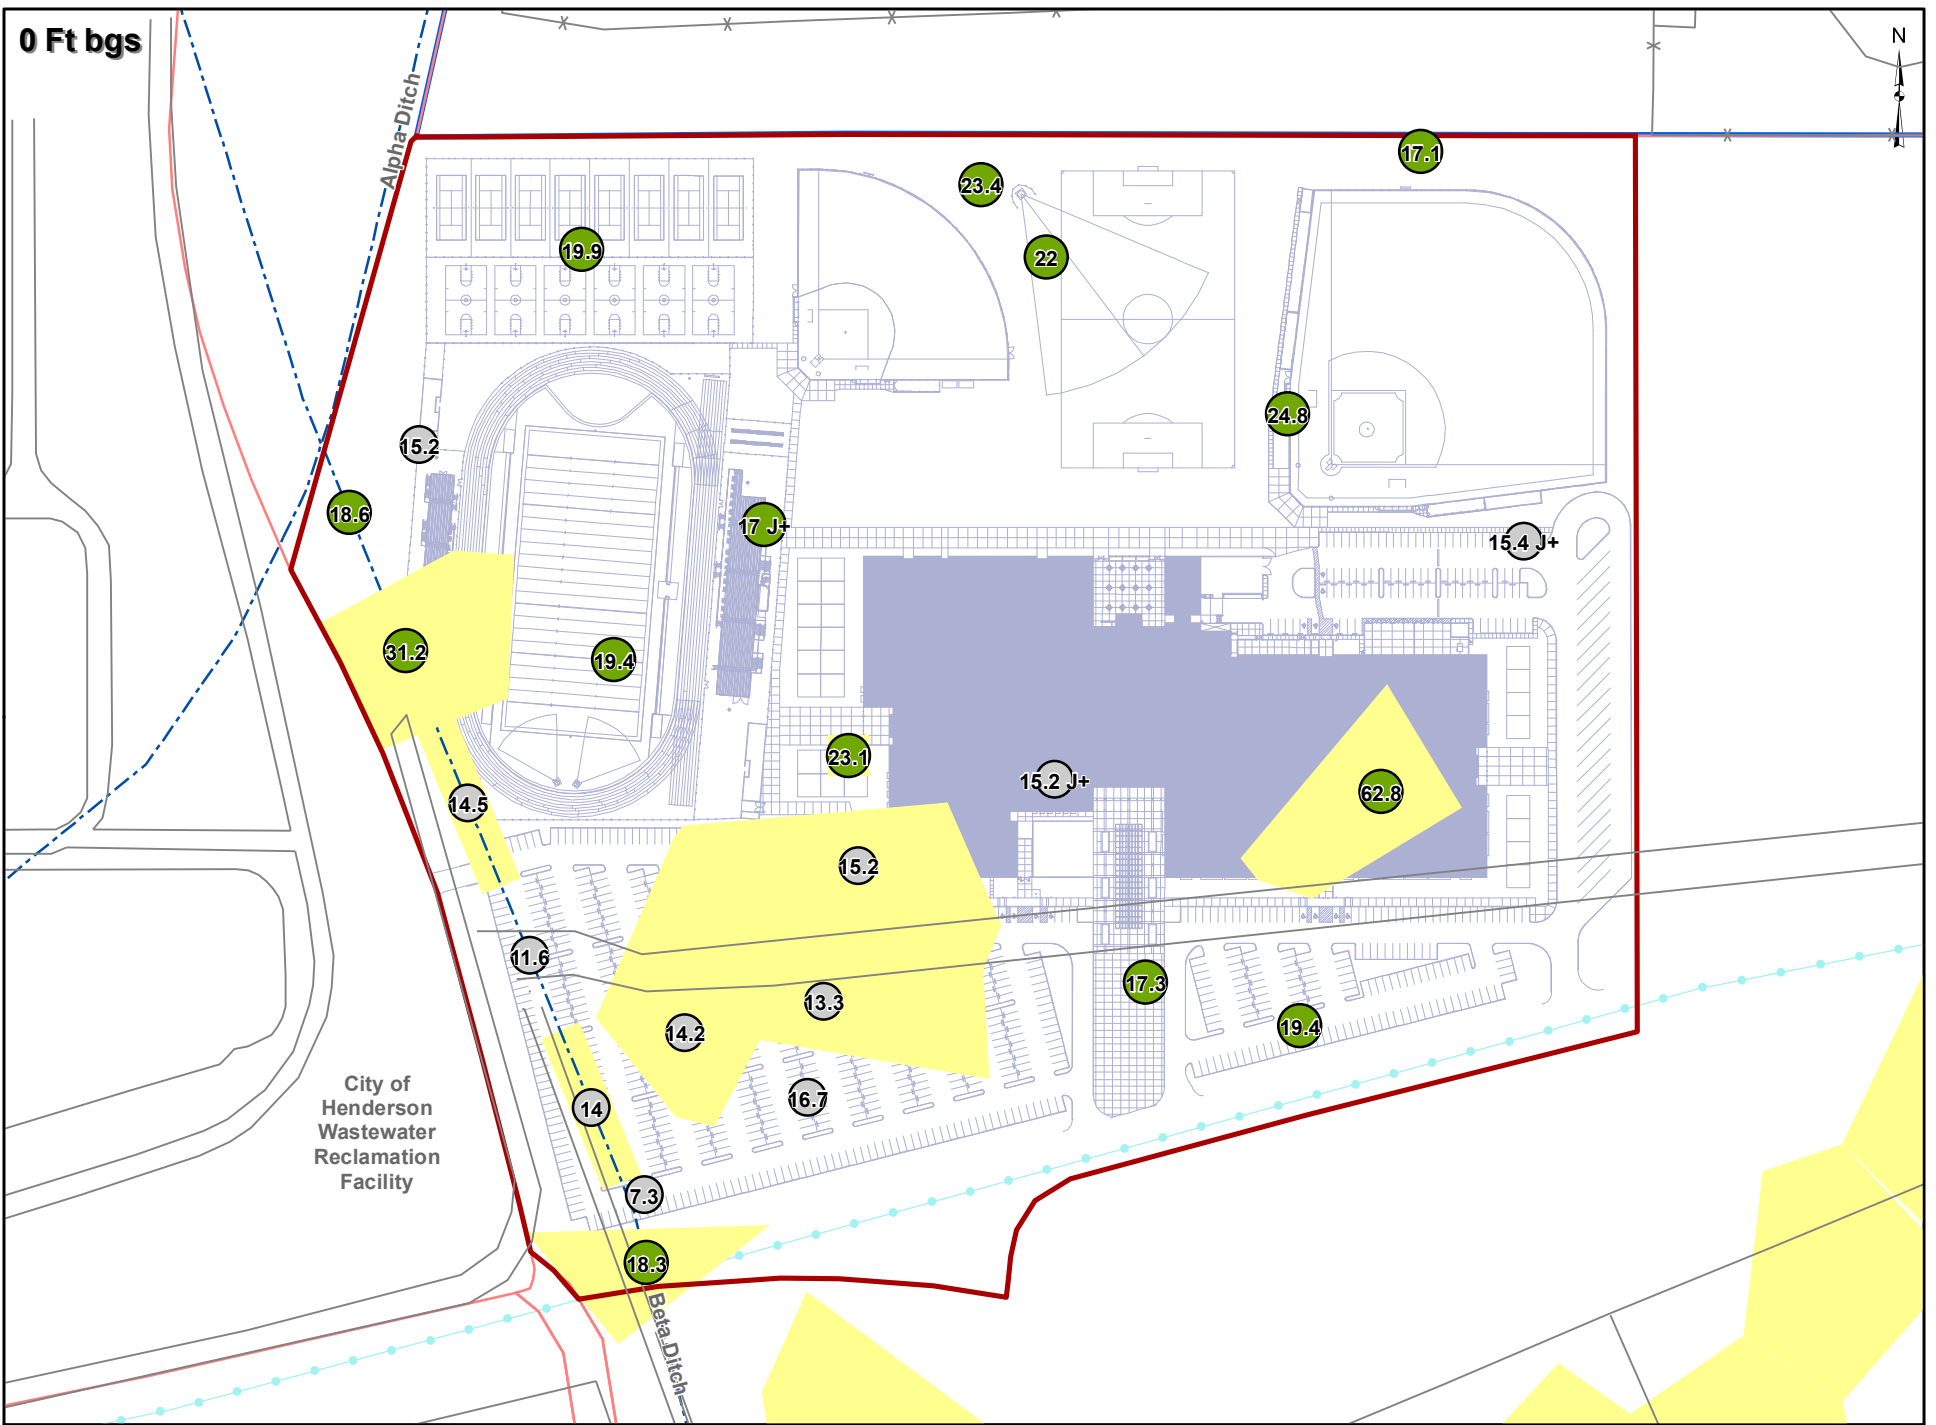 0 Ft bgs
N
Alpha Ditch
17.1
23.4
19.9
22
24.8
15.2
18.6
17 J+
15.4 J+
31.2
19.4
23.1
15.2 J+
62.8
14.5
15.2
11.6
17.3
13.3
14.2
19.4
16.7
14
City of
Henderson
Wastewater
Reclamation
Facility
7.3
18.3
Beta Ditch